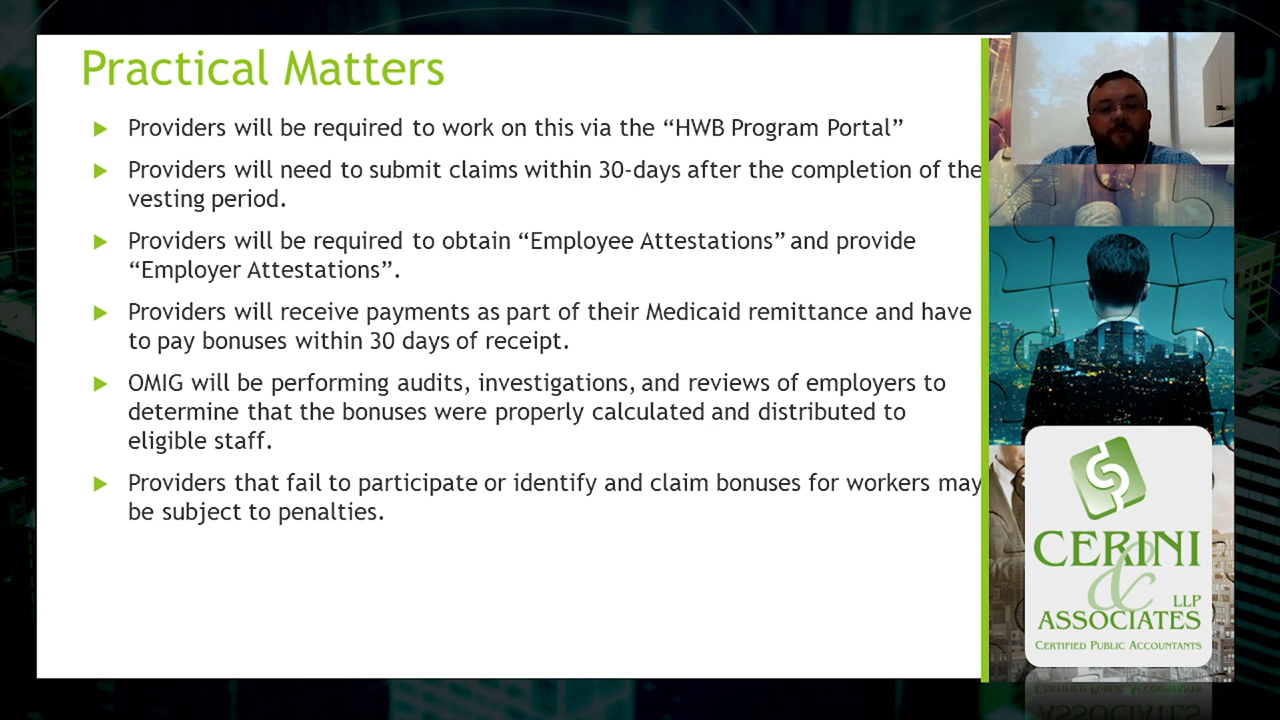 Practical Matters
Providers will be required to work on this via the “HWB Program Portal”
Providers will need to submit claims within 30-days after the completion of the
vesting period.
Providers will be required to obtain “Employee Attestations” and provide
“Employer Attestations”.
Providers will receive payments as part of their Medicaid remittance and have
to pay bonuses within 30 days of receipt.
OMIG will be performing audits, investigations, and reviews of employers to
determine that the bonuses were properly calculated and distributed to
eligible staff.
Providers that fail to participate or identify and claim bonuses for workers may
be subject to penalties.
CERINI
&
LLP
ASSOCIATES
CERTIFIED PUBLIC ACCOUNTANTS